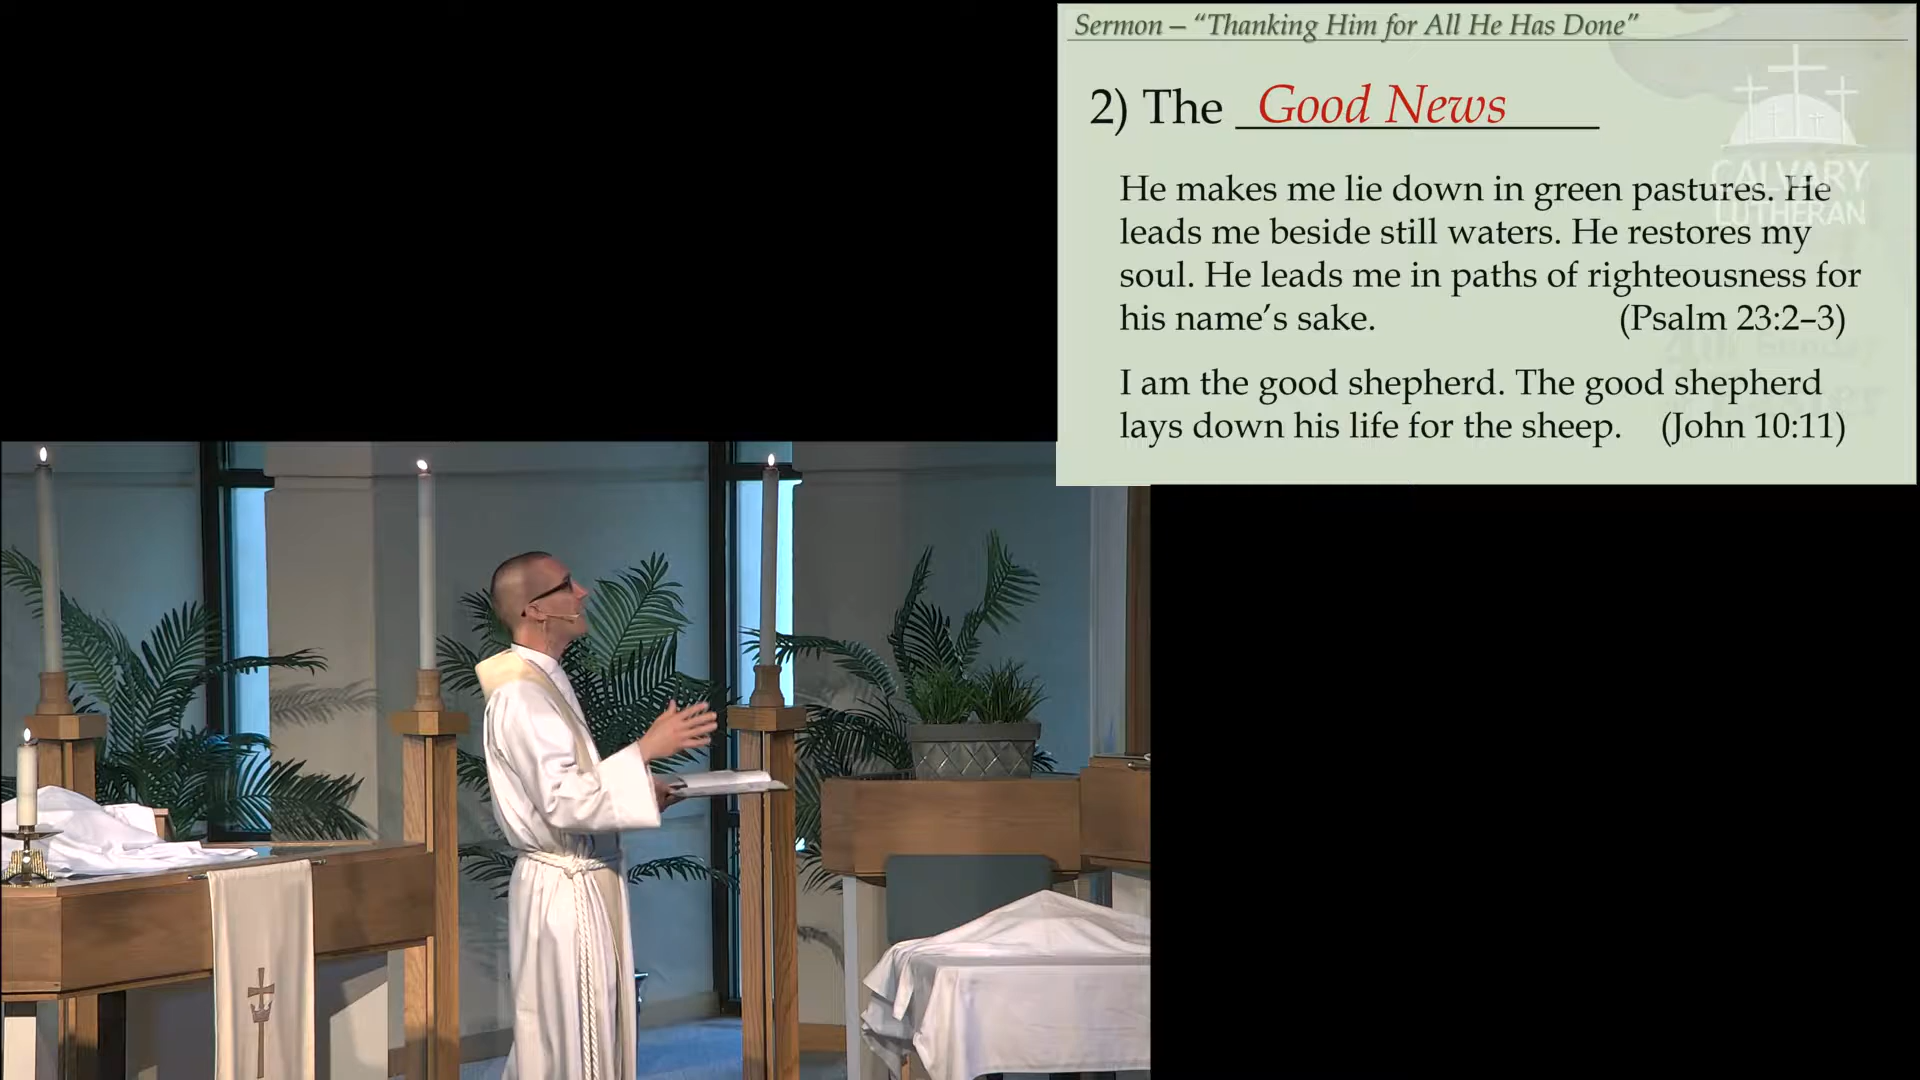 Sermon – “Thanking Him for All He Has Done”
2) The Good News
He makes me lie down in green pastures. He
leads me beside still waters. He restores my
soul. He leads me in paths of righteousness for
his name’s sake. (Psalm 23:2–3)
I am the good shepherd. The good shepherd
lays down his life for the sheep. (John 10:11)
CALVARY
LUTHERAN